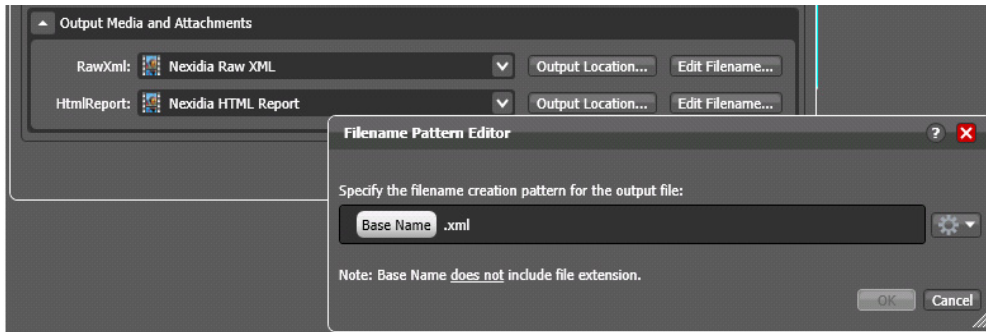 Output Media and Attachments
RawXml: Nexidia Raw XML Output Location... Edit Filename...
HtmlReport: Nexidia HTML Report Output Location... Edit Filename...
Filename Pattern Editor ?
Specify the filename creation pattern for the output file:
Base Name .xml
Note: Base Name does not include file extension.
OK Cancel